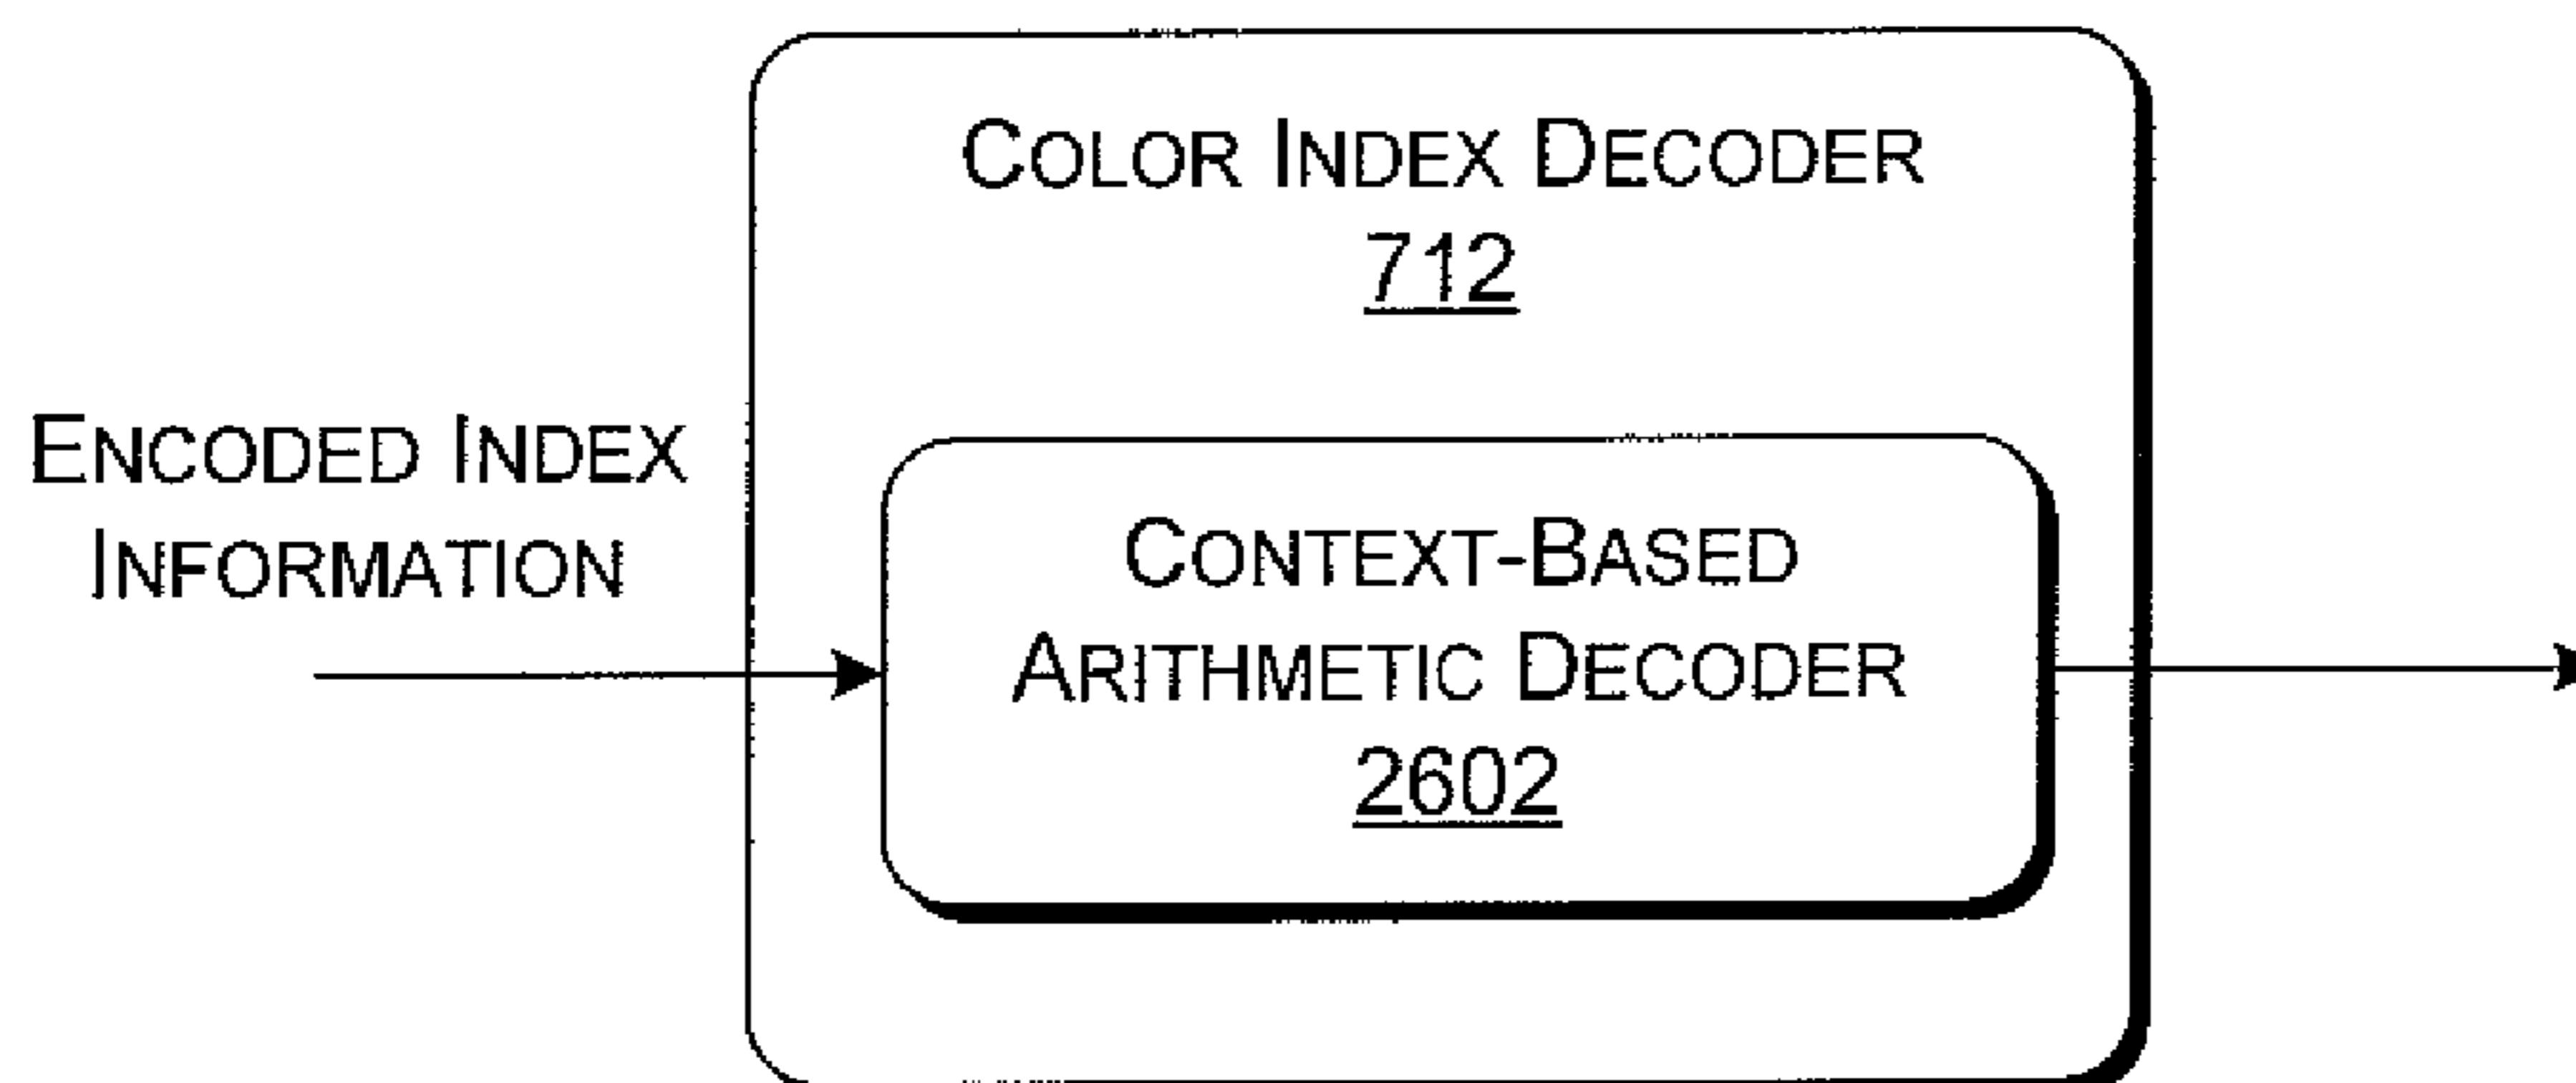 COLOR INDEX DECODER
712
ENCODED INDEX
INFORMATION
CONTEXT-BASED
ARITHMETIC DECODER
2602